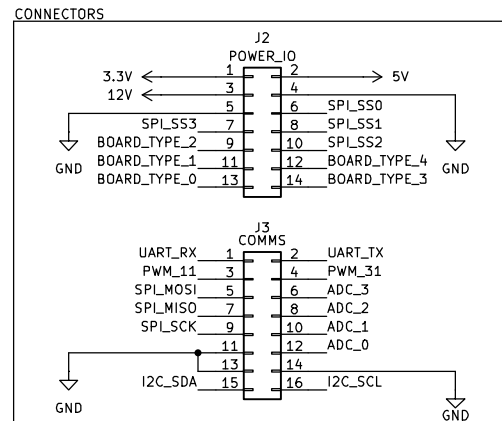 CONNECTORS
J2
POWER_IO
3.3V 1 2 5V
12V 3 4
5 6 SPI_SS0
SPI_SS3 7 8 SPI_SS1
BOARD_TYPE_2 9 10 SPI_SS2
BOARD_TYPE_1 11 12 BOARD_TYPE_4
BOARD_TYPE_0 13 14 BOARD_TYPE_3
GND GND
J3
COMMS
UART_RX 1 2 UART_TX
PWM_11 3 4 PWM_31
SPI_MOSI 5 6 ADC_3
SPI_MISO 7 8 ADC_2
SPI_SCK 9 10 ADC_1
11 12 ADC_0
13 14
I2C_SDA 15 16 I2C_SCL
GND GND